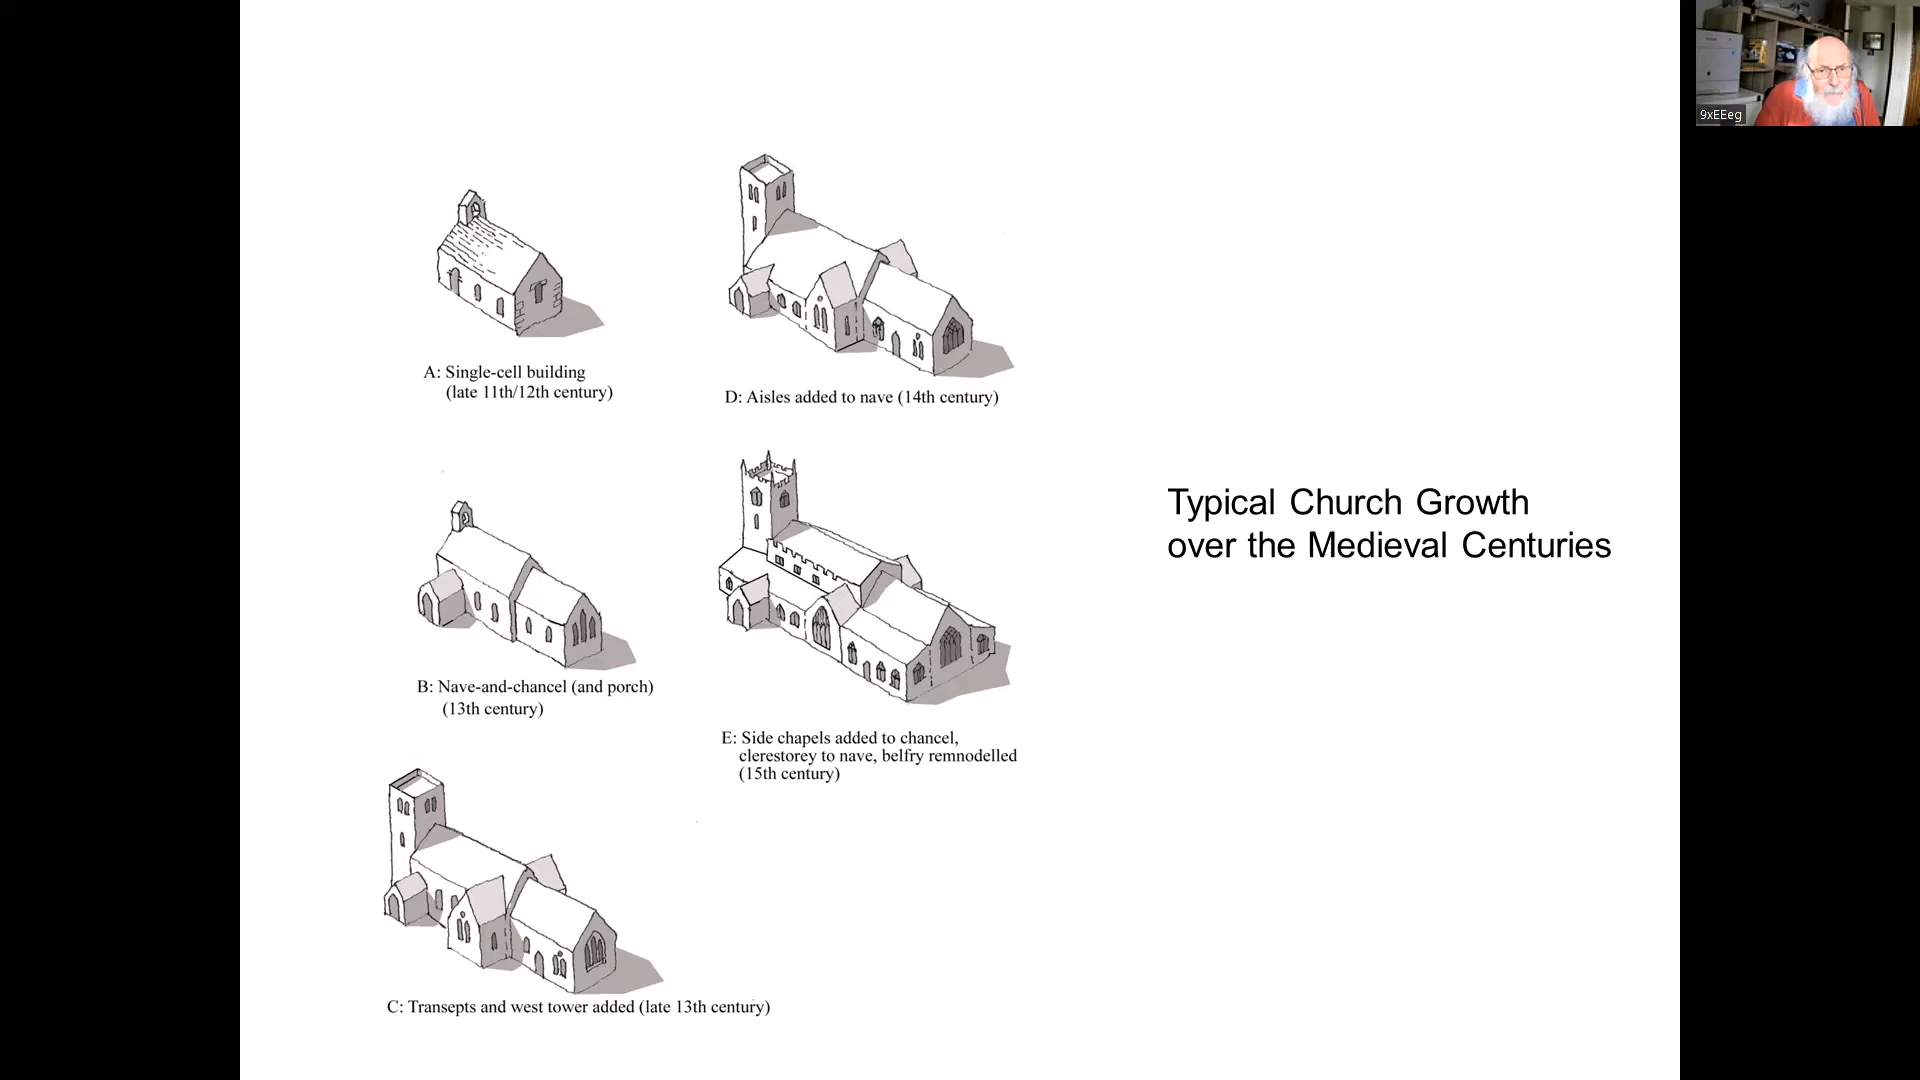 9xEEeg
A: Single-cell building
(late 11th/12th century)
D: Aisles added to nave (14th century)
Typical Church Growth
over the Medieval Centuries
B: Nave-and-chancel (and porch)
(13th century)
E: Side chapels added to chancel,
clerestorey to nave, belfry remnodelled
(15th century)
C: Transepts and west tower added (late 13th century)